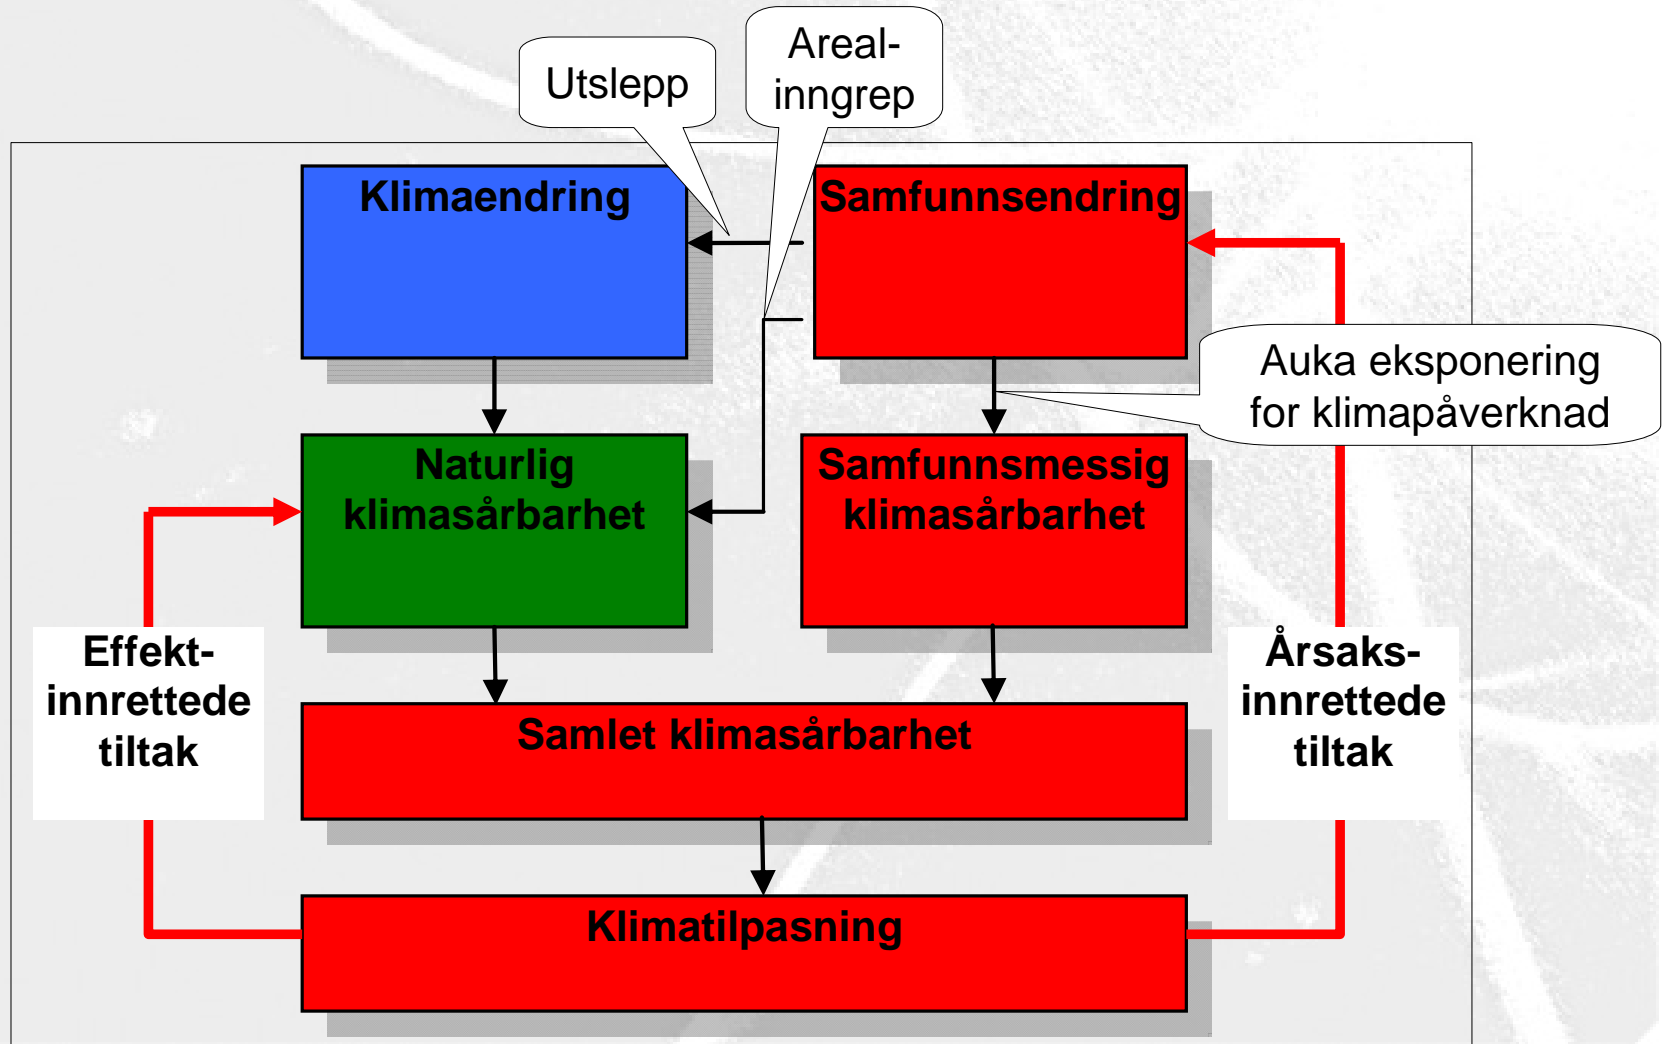 Utslepp
Areal-
inngrep
Klimaendring
Samfunnsendring
Auka eksponering
for klimapåverknad
Naturlig
klimasårbarhet
Samfunnsmessig
klimasårbarhet
Effekt-
innrettede
tiltak
Årsaks-
innrettede
tiltak
Samlet klimasårbarhet
Klimatilpasning